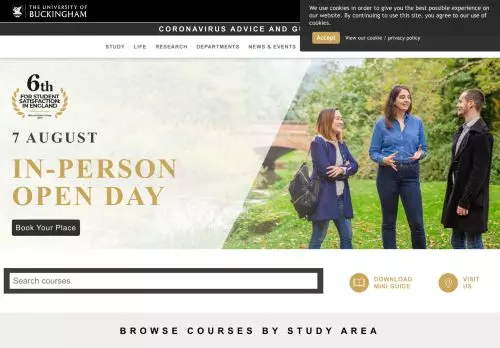 THE UNIVERSITY OF
BUCKINGHAM
We use cookies in order to give you the best possible experience on
our website. By continuing to use this site, you agree to our use of
cookies.
Accept
View our cookie / privacy policy
CORONAVIRUS ADVICE AND GU
STUDY
LIFE
RESEARCH
DEPARTMENTS
NEWS & EVENTS
6th
FOR STUDENT
SATISFACTION
IN ENGLAND
7 AUGUST
IN-PERSON
OPEN DAY
Book Your Place
Search courses
DOWNLOAD
MINI GUIDE
VISIT
US
BROWSE COURSES BY STUDY AREA